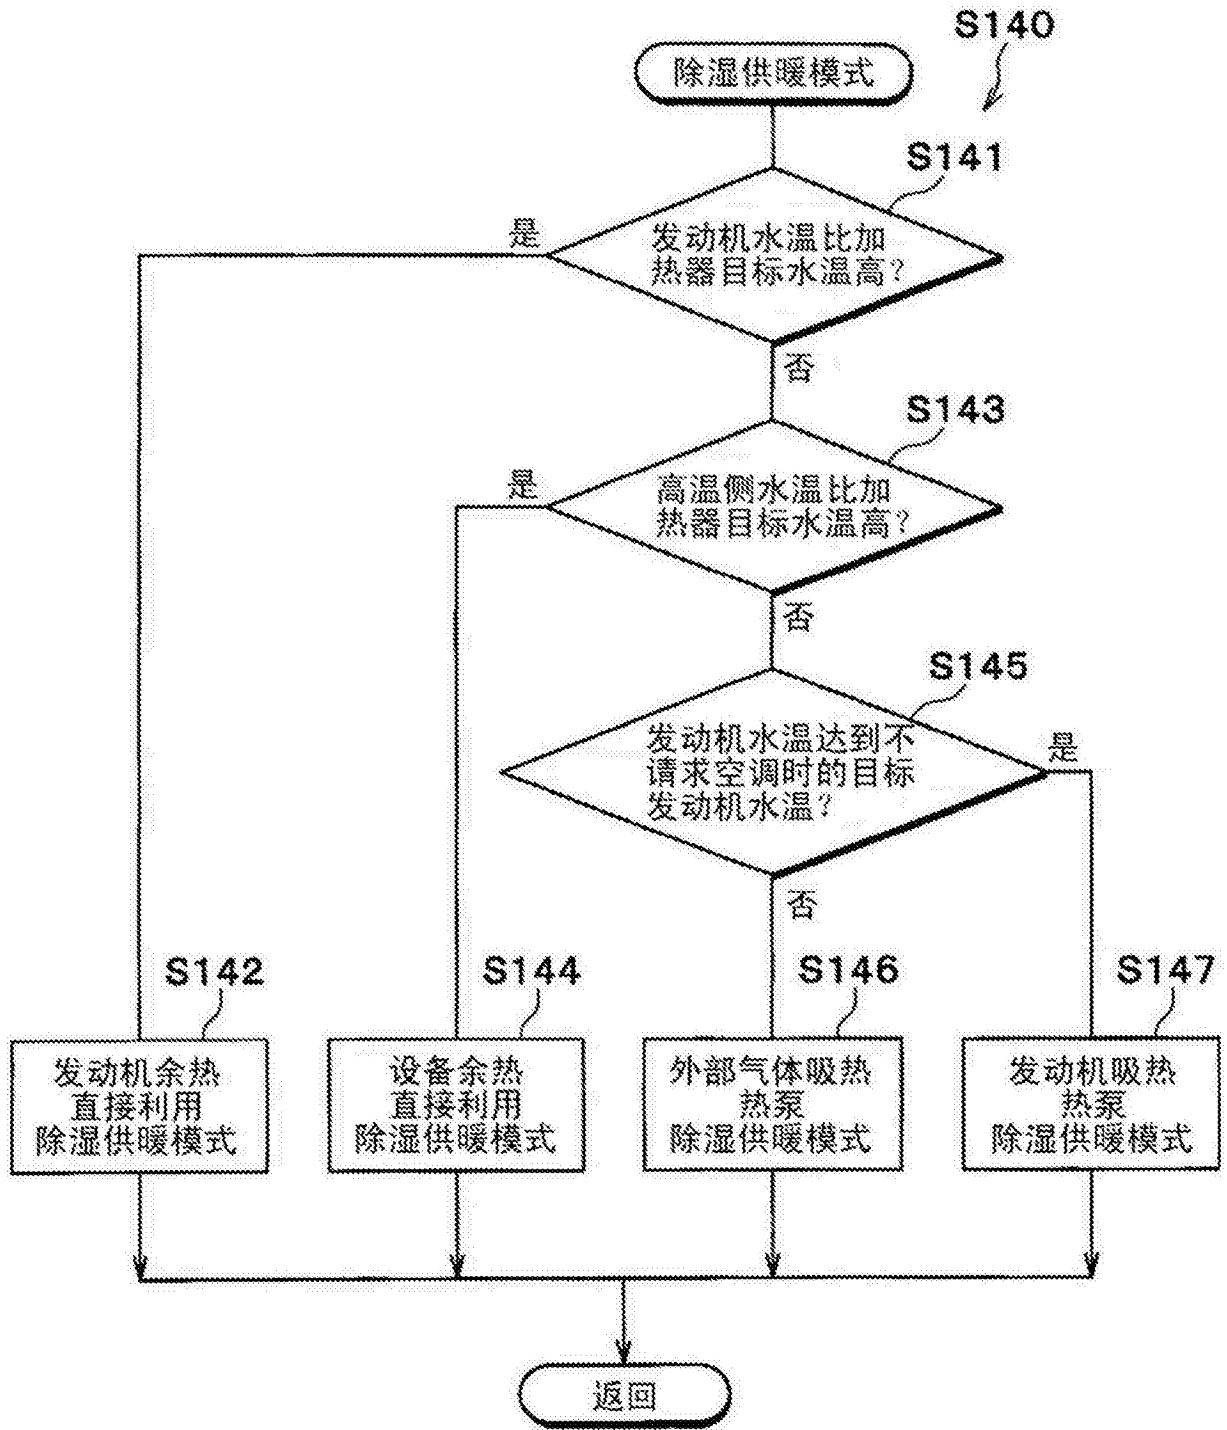 S140
除湿供暖模式
S141
是
发动机水温比加
热器目标水温高?
否
S143
是
高温侧水温比加
热器目标水温高?
否
S145
发动机水温达到不
请求空调时的目标
发动机水温?
是
否
S142
S144
S146
S147
发动机余热
直接利用
除湿供暖模式
设备余热
直接利用
除湿供暖模式
外部气体吸热
热泵
除湿供暖模式
发动机吸热
热泵
除湿供暖模式
返回